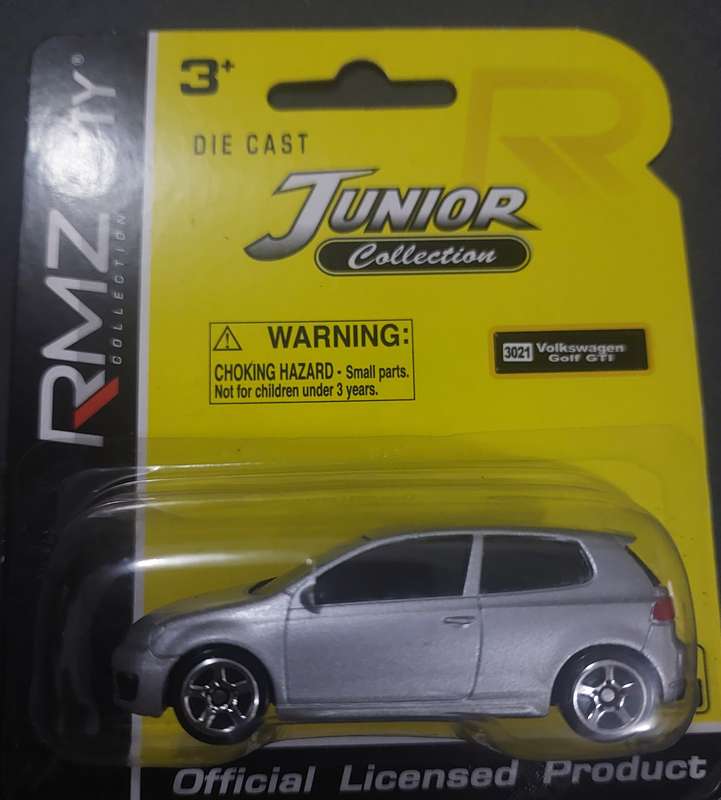 3+
DIE CAST
JUNIOR
Collection
RMZ CITY®
COLLECTION
⚠ WARNING:
CHOKING HAZARD - Small parts.
Not for children under 3 years.
3021 Volkswagen
Golf GTI
Official Licensed Product